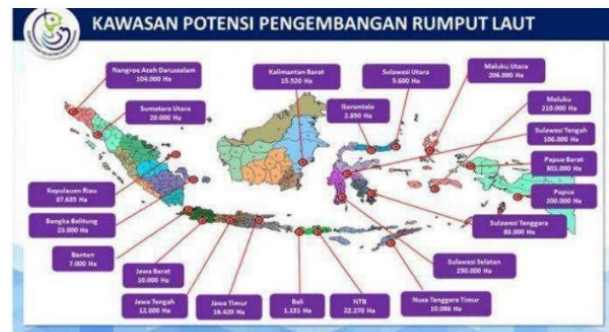 KAWASAN POTENSI PENGEMBANGAN RUMPUT LAUT
Nangroe Aceh Darussalam
104.000 Ha
Sumatera Utara
20.000 Ha
Kalimantan Barat
15.520 Ha
Sulawesi Utara
5.600 Ha
Gorontalo
2.850 Ha
Maluku Utara
206.000 Ha
Maluku
210.000 Ha
Sulawesi Tengah
106.000 Ha
Papua Barat
301.000 Ha
Papua
200.000 Ha
Kepulauan Riau
37.635 Ha
Bangka Belitung
23.000 Ha
Banten
7.000 Ha
Jawa Barat
10.000 Ha
Jawa Tengah
12.000 Ha
Jawa Timur
16.420 Ha
Bali
1.151 Ha
NTB
22.270 Ha
Nusa Tenggara Timur
10.086 Ha
Sulawesi Selatan
250.000 Ha
Sulawesi Tenggara
83.000 Ha